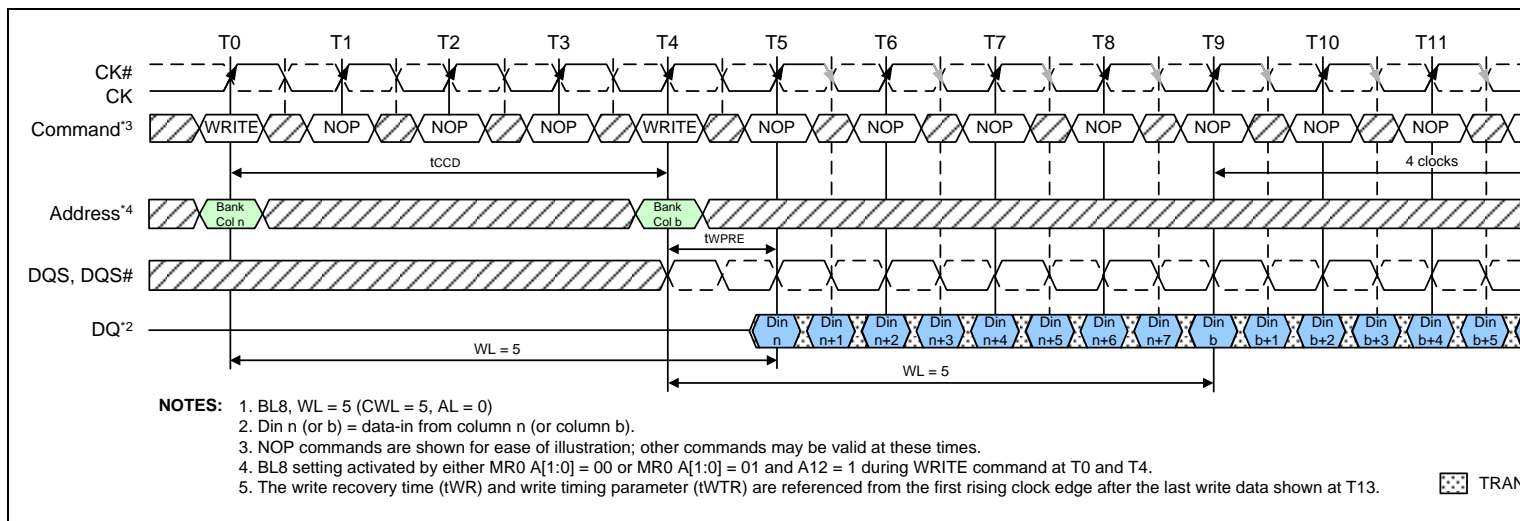 T0 T1 T2 T3 T4 T5 T6 T7 T8 T9 T10 T11
CK#
CK
Command*3 WRITE NOP NOP NOP WRITE NOP NOP NOP NOP NOP NOP NOP
tCCD 4 clocks
Address*4 Bank Col n Bank Col b
tWPRE
DQS, DQS#
DQ*2 Din n Din n+1 Din n+2 Din n+3 Din n+4 Din n+5 Din n+6 Din n+7 Din b Din b+1 Din b+2 Din b+3 Din b+4 Din b+5
WL = 5
WL = 5
NOTES: 1. BL8, WL = 5 (CWL = 5, AL = 0)
2. Din n (or b) = data-in from column n (or column b).
3. NOP commands are shown for ease of illustration; other commands may be valid at these times.
4. BL8 setting activated by either MR0 A[1:0] = 00 or MR0 A[1:0] = 01 and A12 = 1 during WRITE command at T0 and T4.
5. The write recovery time (tWR) and write timing parameter (tWTR) are referenced from the first rising clock edge after the last write data shown at T13.
TRAN